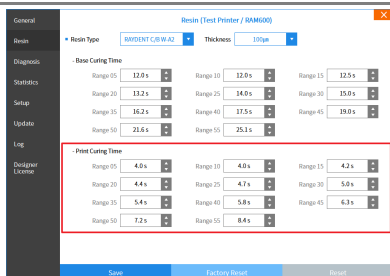 General
Resin
Diagnosis
Statistics
Setup
Update
Log
Designer
License
Resin (Test Printer / RAM600)
X
• Resin Type RAYDENT C/B W-A2 Thickness 100μm
- Base Curing Time
Range 05 12.0 s Range 10 12.0 s Range 15 12.5 s
Range 20 13.2 s Range 25 14.0 s Range 30 15.0 s
Range 35 16.2 s Range 40 17.5 s Range 45 19.0 s
Range 50 21.6 s Range 55 25.1 s
- Print Curing Time
Range 05 4.0 s Range 10 4.0 s Range 15 4.2 s
Range 20 4.4 s Range 25 4.7 s Range 30 5.0 s
Range 35 5.4 s Range 40 5.8 s Range 45 6.3 s
Range 50 7.2 s Range 55 8.4 s
Save Factory Reset Reset